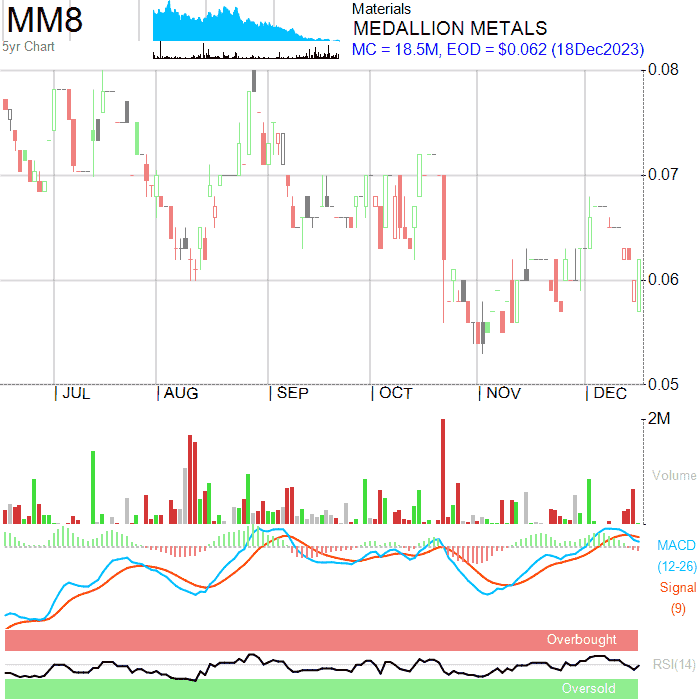 MM8
5yr Chart
Materials
MEDALLION METALS
MC = 18.5M, EOD = $0.062 (18Dec2023)
0.08
0.07
0.06
0.05
JUL AUG SEP OCT NOV DEC
2M
Volume
MACD
(12-26)
Signal
(9)
Overbought
RSI(14)
Oversold